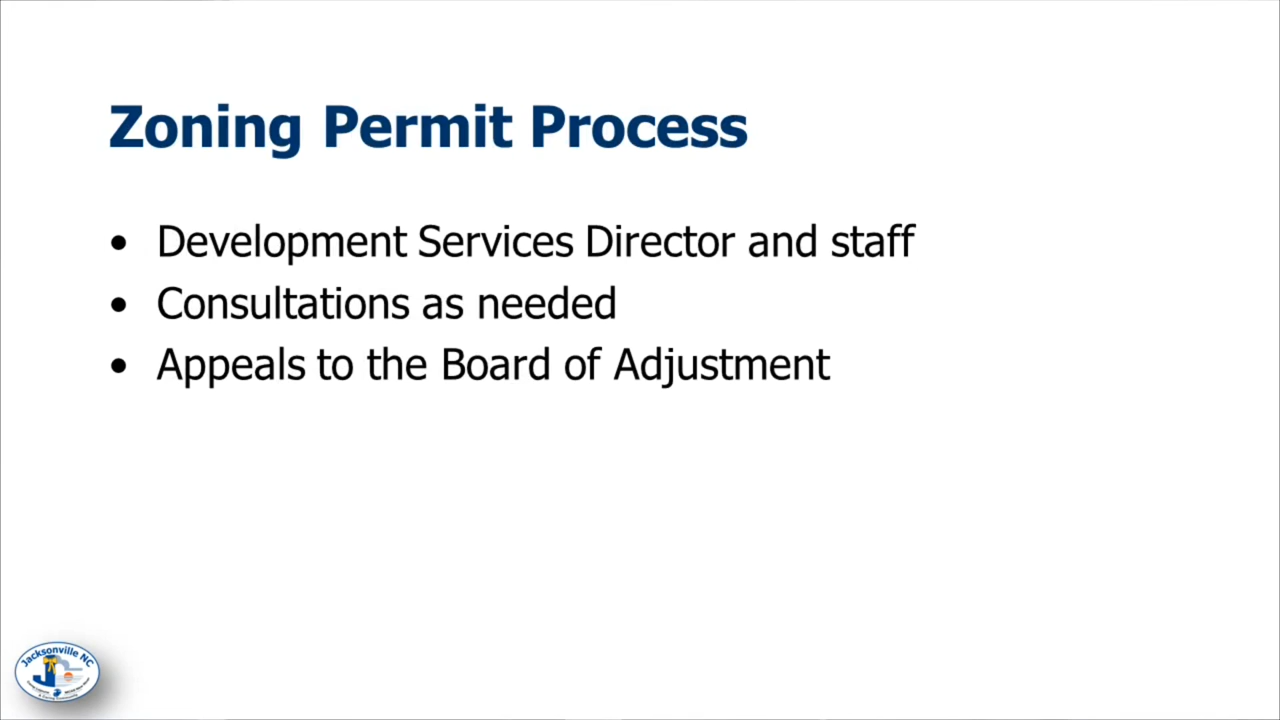 Zoning Permit Process
• Development Services Director and staff
• Consultations as needed
• Appeals to the Board of Adjustment
Jacksonville NC